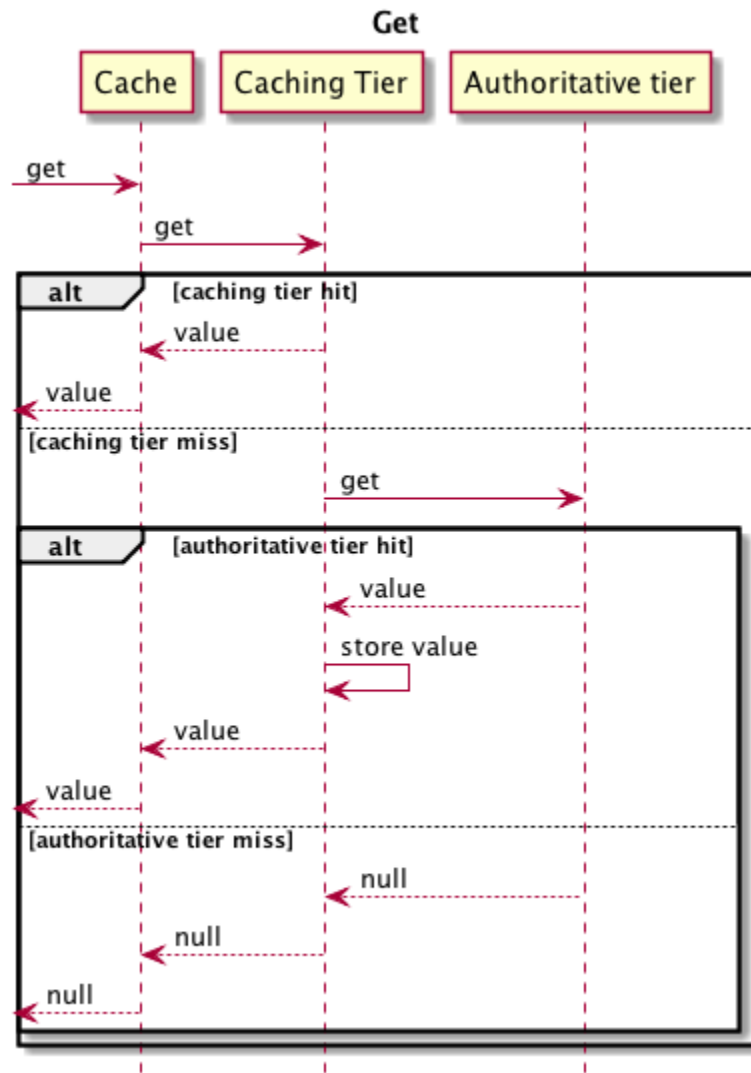 Get
Cache
Caching Tier
Authoritative tier
get
get
alt
[caching tier hit]
value
value
[caching tier miss]
get
alt
[authoritative tier hit]
value
store value
value
value
[authoritative tier miss]
null
null
null